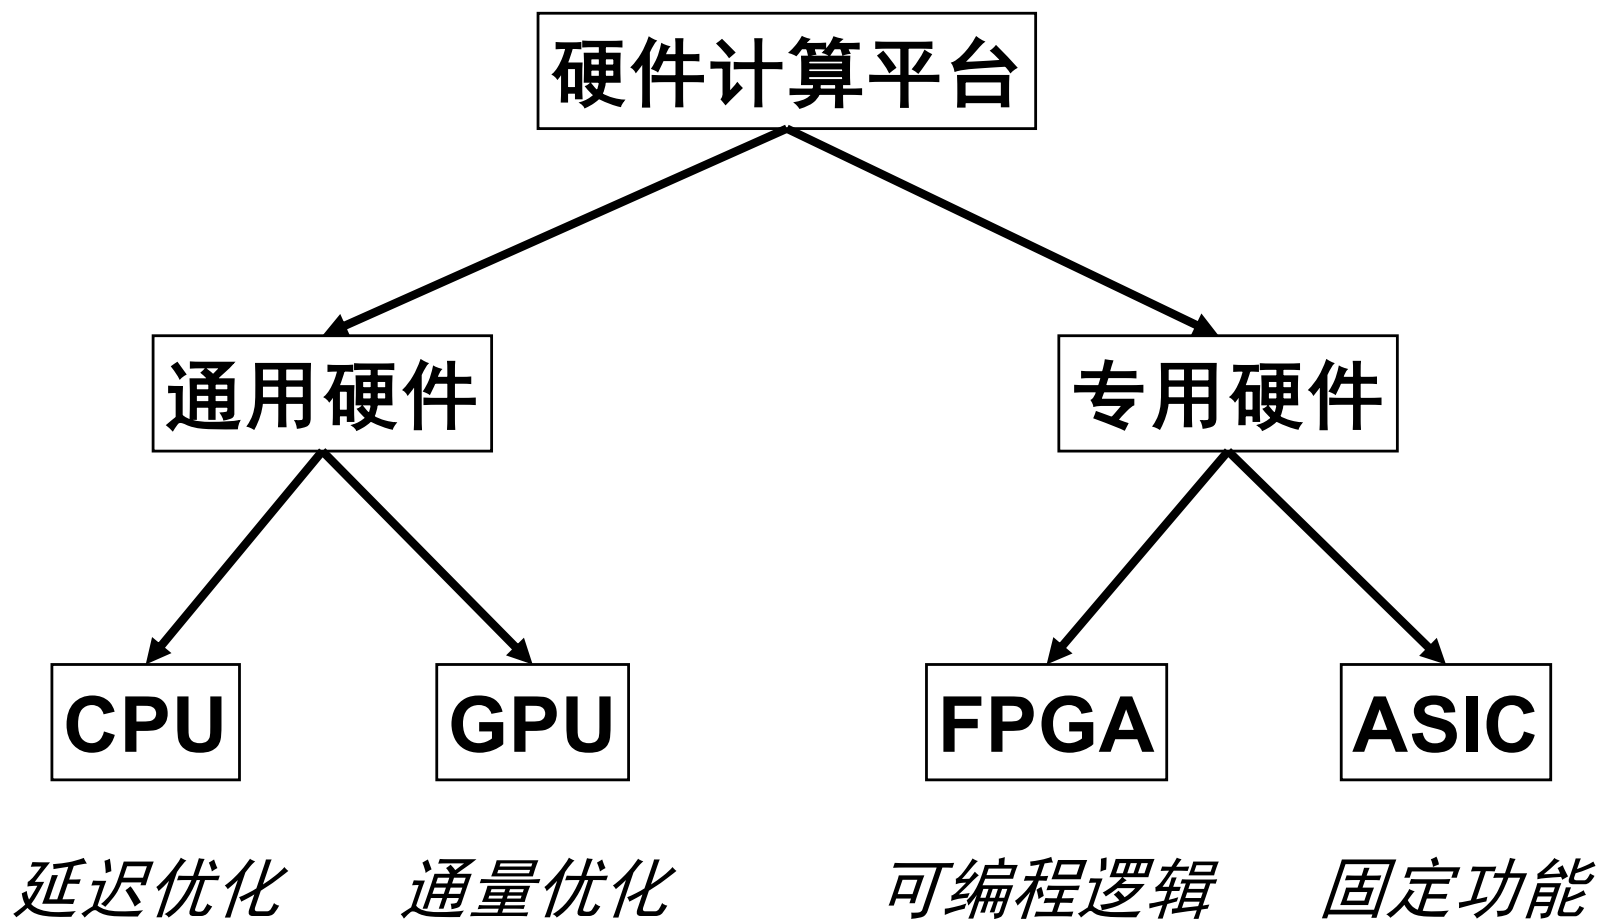 硬件计算平台
通用硬件
专用硬件
CPU
GPU
FPGA
ASIC
延迟优化
通量优化
可编程逻辑
固定功能